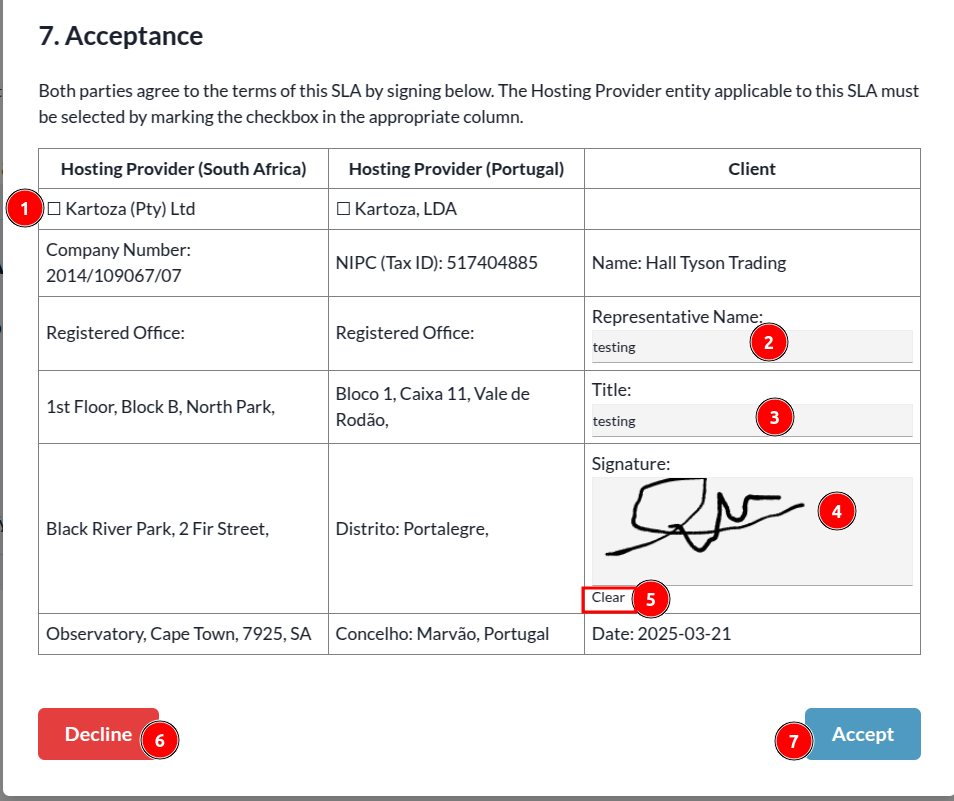 7. Acceptance
Both parties agree to the terms of this SLA by signing below. The Hosting Provider entity applicable to this SLA must
be selected by marking the checkbox in the appropriate column.
Hosting Provider (South Africa) Hosting Provider (Portugal) Client
1 ☐ Kartoza (Pty) Ltd ☐ Kartoza, LDA
Company Number:
2014/109067/07 NIPC (Tax ID): 517404885 Name: Hall Tyson Trading
Registered Office: Registered Office: Representative Name:
testing 2
1st Floor, Block B, North Park, Bloco 1, Caixa 11, Vale de
Rodão, Title:
testing 3
Black River Park, 2 Fir Street, Distrito: Portalegre, Signature:
4
Clear 5
Observatory, Cape Town, 7925, SA Concelho: Marvão, Portugal Date: 2025-03-21
Decline 6 7 Accept